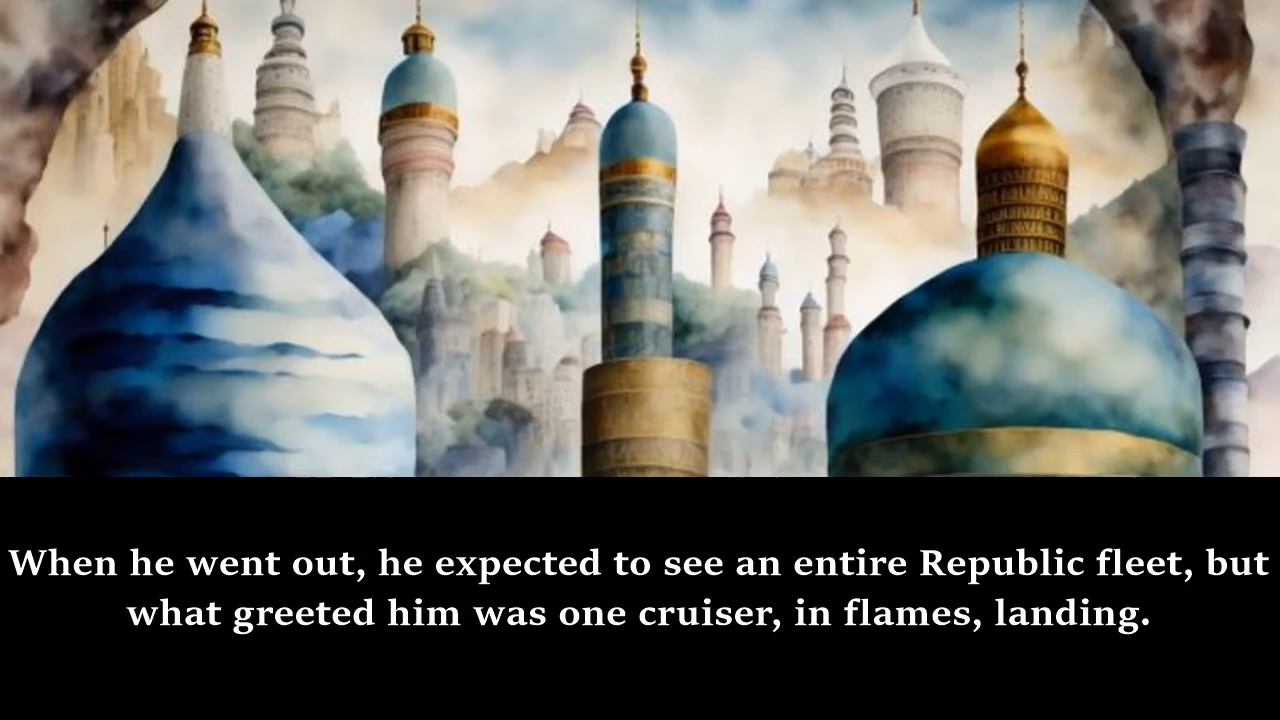 When he went out, he expected to see an entire Republic fleet, but
what greeted him was one cruiser, in flames, landing.